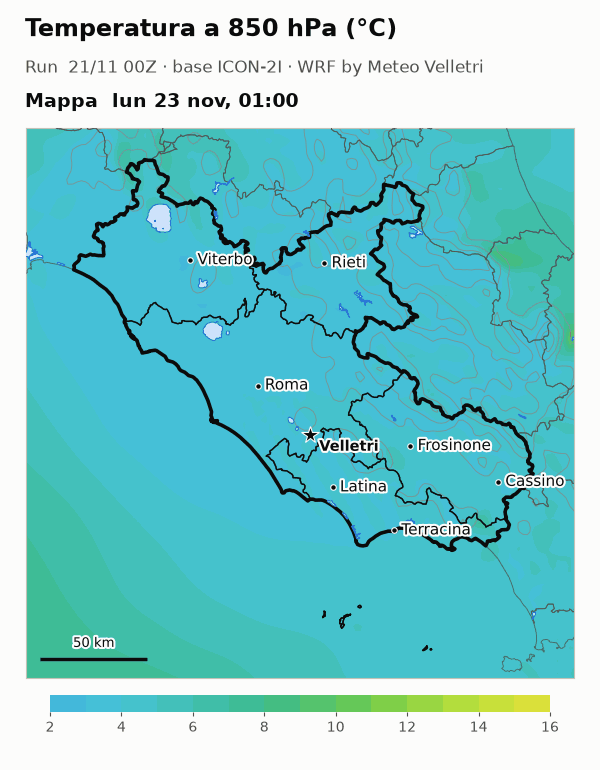 Temperatura a 850 hPa (°C)
Run  21/11 00Z · base ICON-2I · WRF by Meteo Velletri
Mappa  lun 23 nov, 01:00
Viterbo
Rieti
Roma
Velletri
Frosinone
Latina
Cassino
Terracina
50 km
2 4 6 8 10 12 14 16